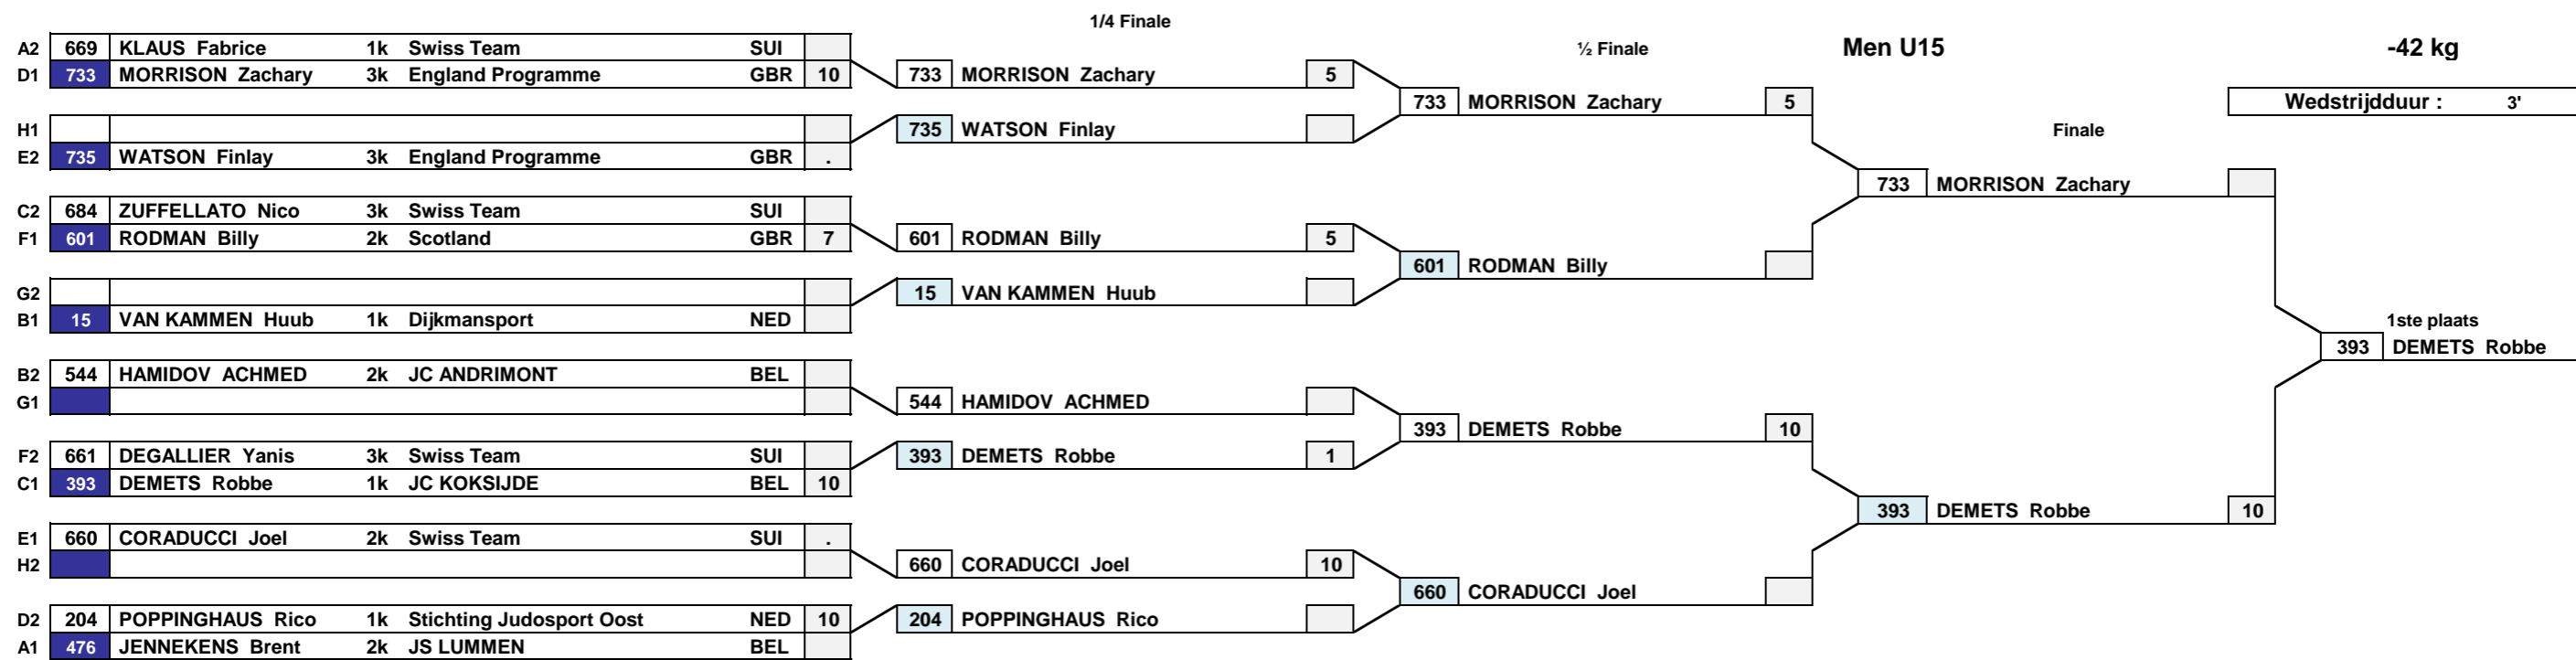 1/4 Finale
A2 669 KLAUS Fabrice 1k Swiss Team SUI
½ Finale Men U15 -42 kg
D1 733 MORRISON Zachary 3k England Programme GBR 10 733 MORRISON Zachary 5
733 MORRISON Zachary 5 Wedstrijdduur : 3'
H1 735 WATSON Finlay Finale
E2 735 WATSON Finlay 3k England Programme GBR .
733 MORRISON Zachary
C2 684 ZUFFELLATO Nico 3k Swiss Team SUI
F1 601 RODMAN Billy 2k Scotland GBR 7 601 RODMAN Billy 5
601 RODMAN Billy
G2 15 VAN KAMMEN Huub
B1 15 VAN KAMMEN Huub 1k Dijkmansport NED 1ste plaats
393 DEMETS Robbe
B2 544 HAMIDOV ACHMED 2k JC ANDRIMONT BEL
G1 544 HAMIDOV ACHMED
393 DEMETS Robbe 10
F2 661 DEGALLIER Yanis 3k Swiss Team SUI 393 DEMETS Robbe 1
C1 393 DEMETS Robbe 1k JC KOKSIJDE BEL 10
393 DEMETS Robbe 10
E1 660 CORADUCCI Joel 2k Swiss Team SUI .
H2 660 CORADUCCI Joel 10
660 CORADUCCI Joel
D2 204 POPPINGHAUS Rico 1k Stichting Judosport Oost NED 10 204 POPPINGHAUS Rico
A1 476 JENNEKENS Brent 2k JS LUMMEN BEL